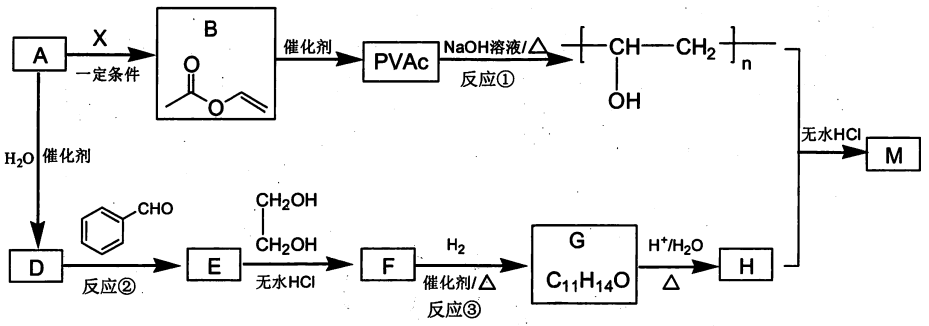 A
X
一定条件
B
O
O
催化剂
PVAc
NaOH溶液/△
反应①
CH
CH₂
n
OH
无水HCl
M
H₂O
催化剂
CHO
D
反应②
E
CH₂OH
CH₂OH
无水HCl
F
H₂
催化剂/△
反应③
G
C₁₁H₁₄O
H⁺/H₂O
△
H